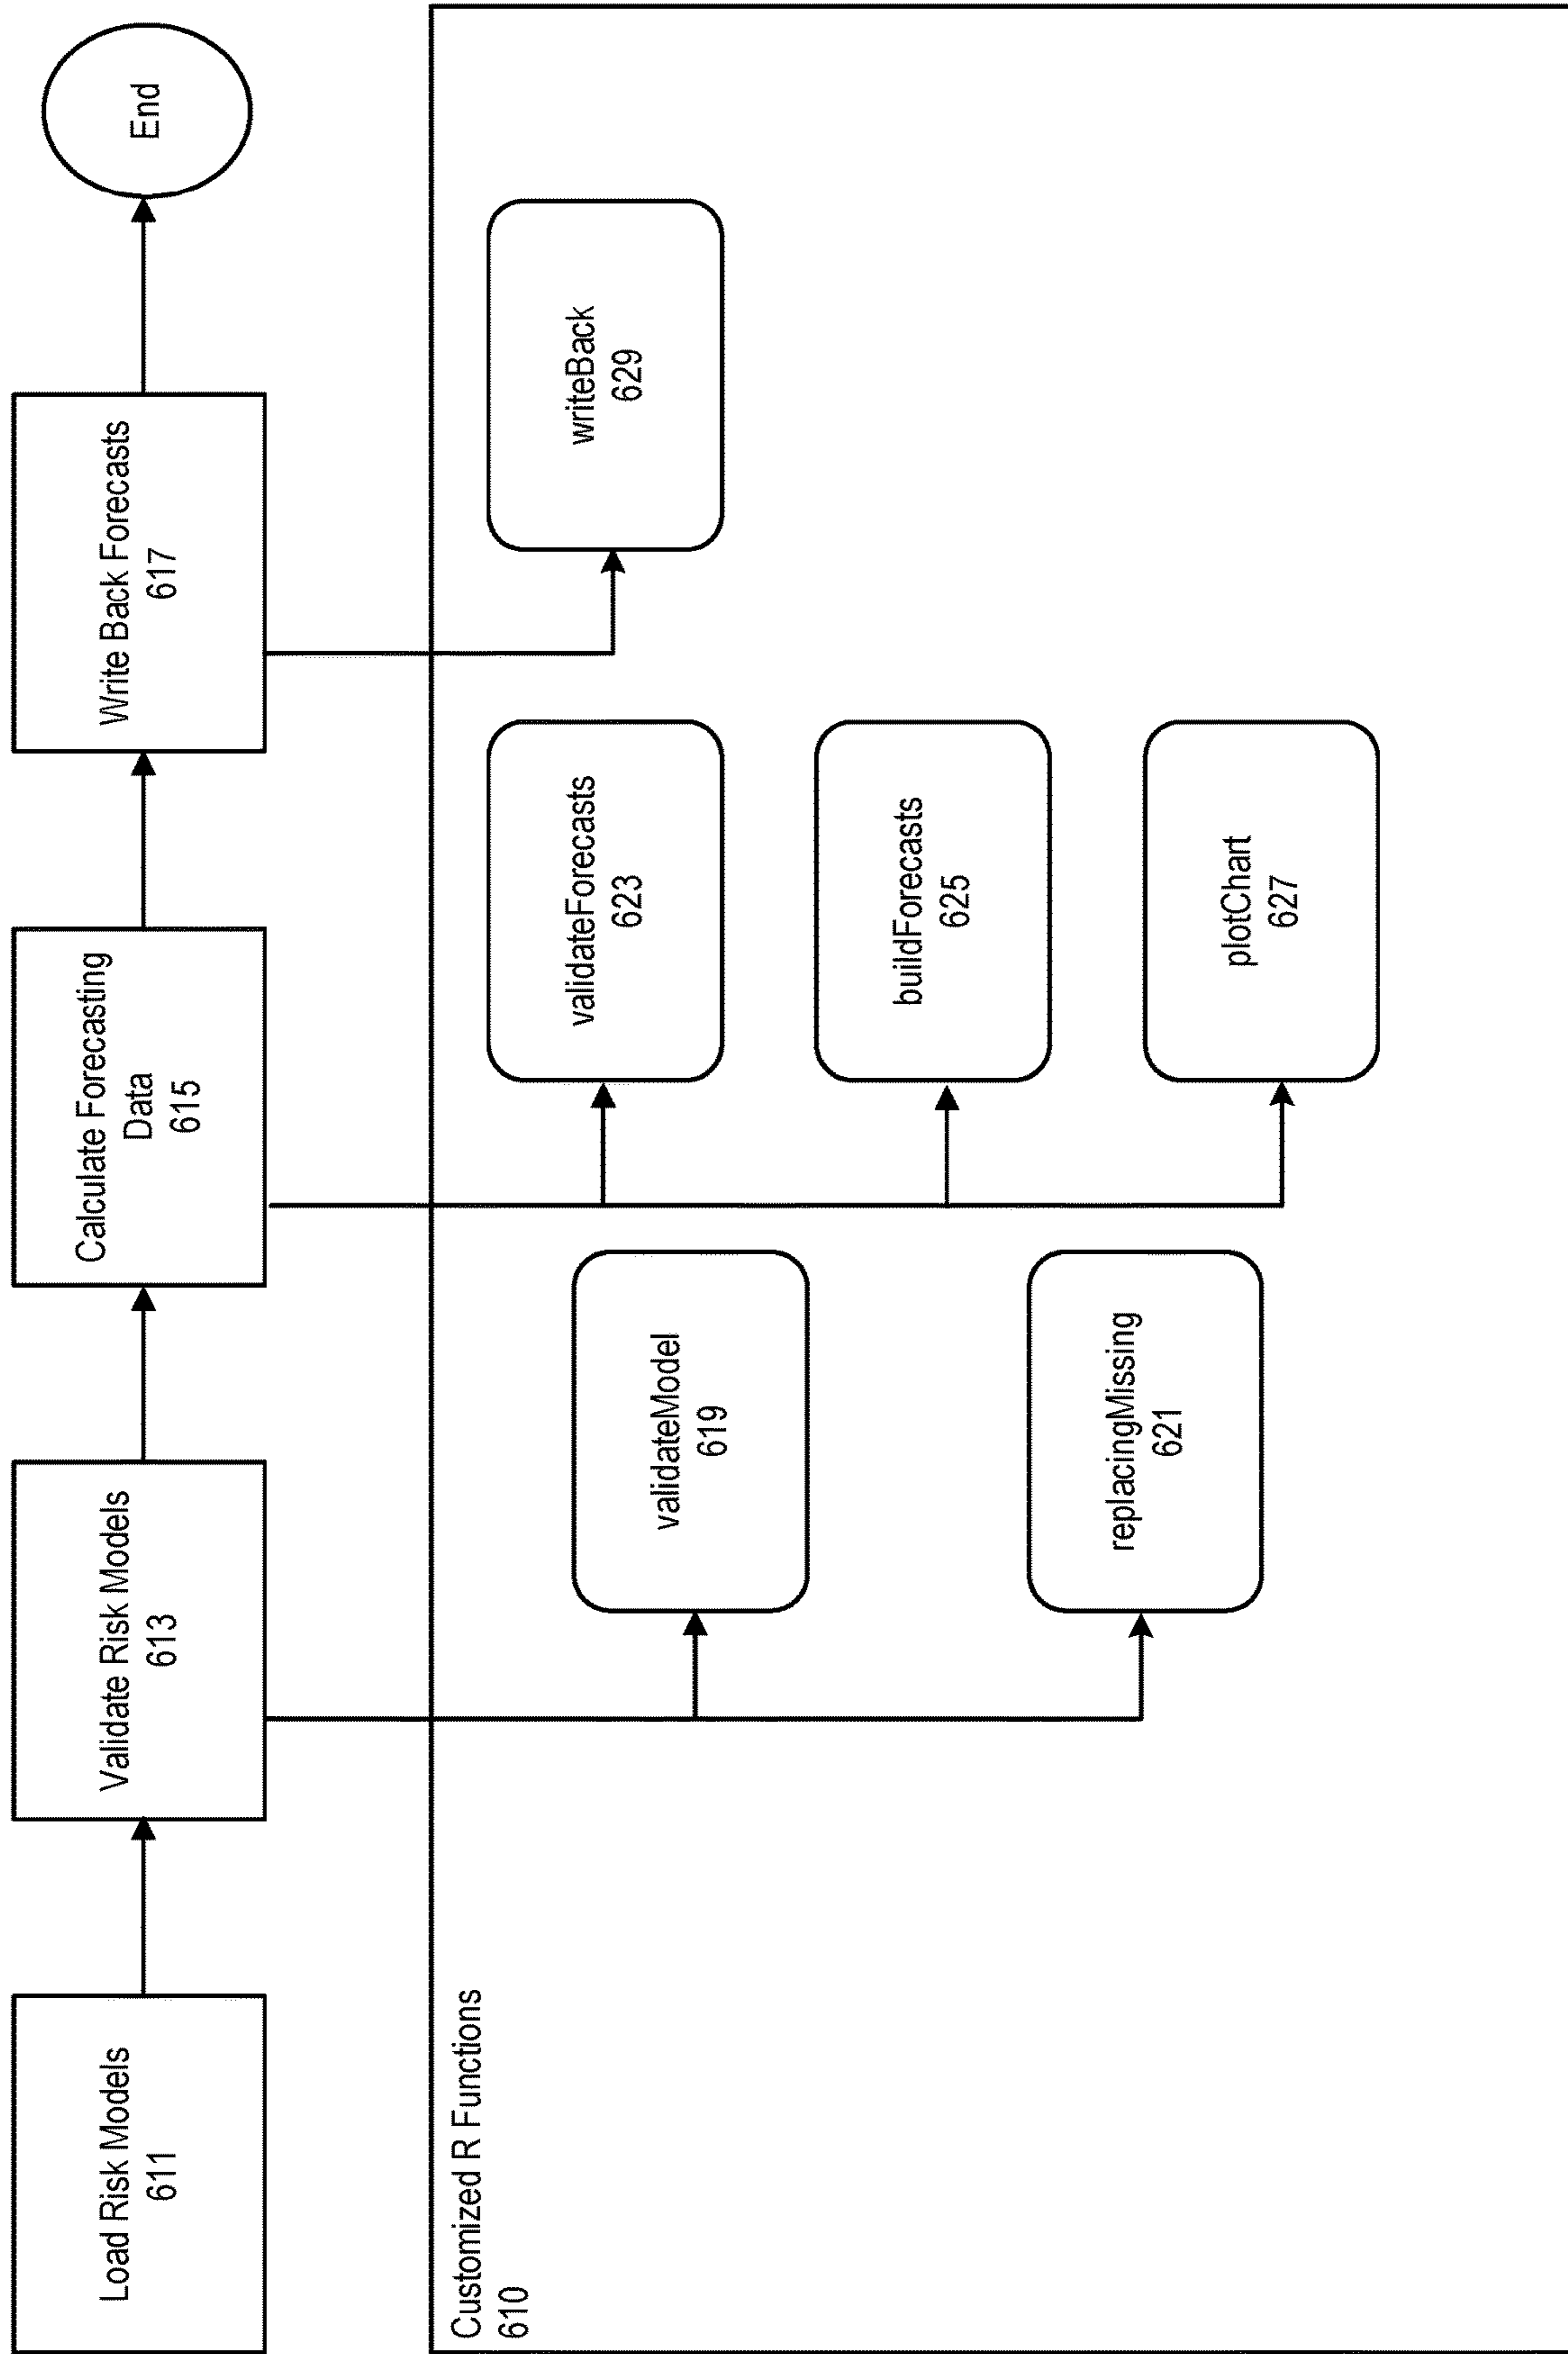 Load Risk Models
611
Validate Risk Models
613
Calculate Forecasting
Data
615
Write Back Forecasts
617
End
Customized R Functions
610
validateModel
619
replacingMissing
621
validateForecasts
623
buildForecasts
625
plotChart
627
writeBack
629